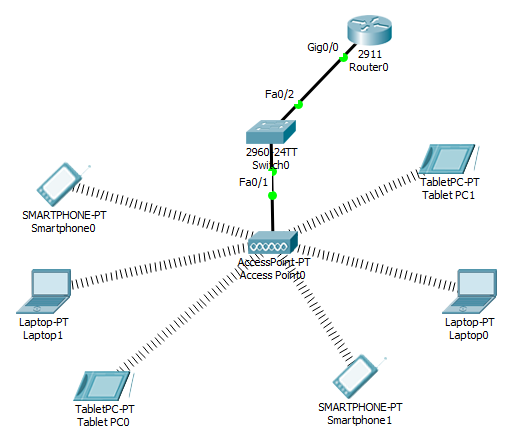 Gig0/0
2911
Router0
Fa0/2
2960-24TT
Switch0
Fa0/1
TabletPC-PT
Tablet PC1
SMARTPHONE-PT
Smartphone0
AccessPoint-PT
Access Point0
Laptop-PT
Laptop1
Laptop-PT
Laptop0
TabletPC-PT
Tablet PC0
SMARTPHONE-PT
Smartphone1